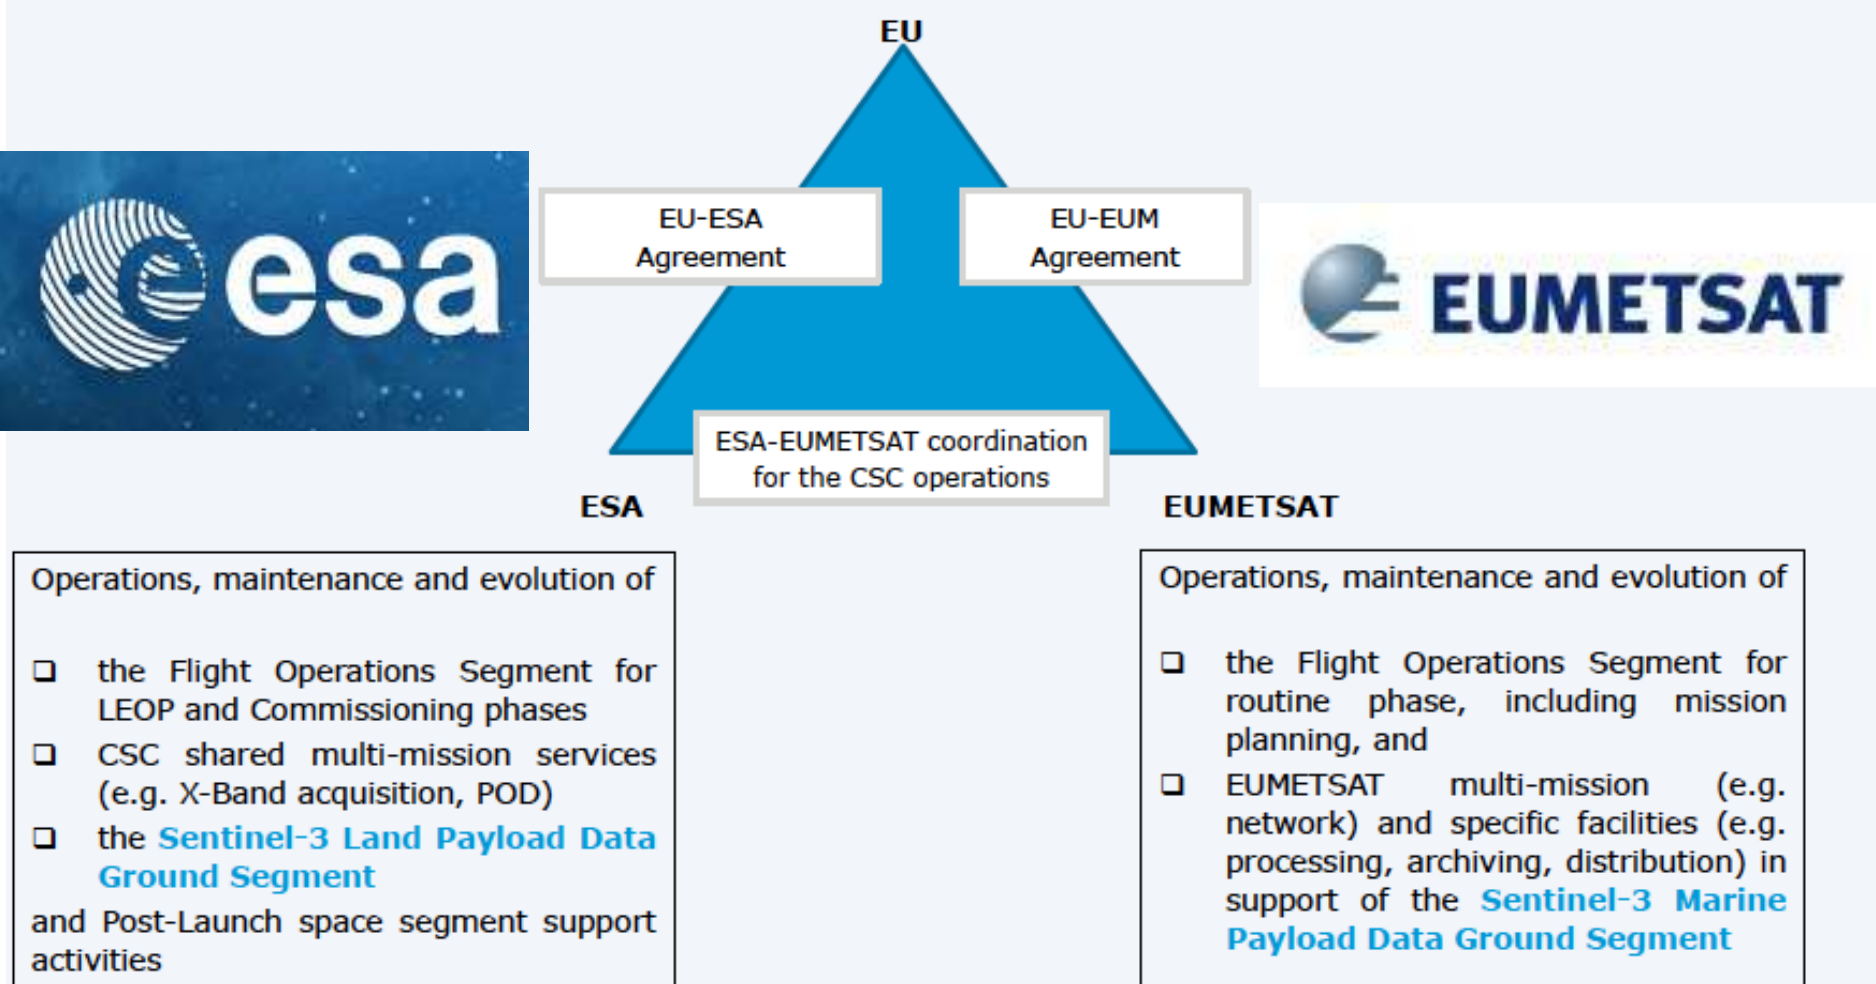 EU
esa
EU-ESA
Agreement
EU-EUM
Agreement
EUMETSAT
ESA-EUMETSAT coordination
for the CSC operations
ESA
EUMETSAT
Operations, maintenance and evolution of
the Flight Operations Segment for
LEOP and Commissioning phases
CSC shared multi-mission services
(e.g. X-Band acquisition, POD)
the Sentinel-3 Land Payload Data
Ground Segment
and Post-Launch space segment support
activities
Operations, maintenance and evolution of
the Flight Operations Segment for
routine phase, including mission
planning, and
EUMETSAT multi-mission (e.g.
network) and specific facilities (e.g.
processing, archiving, distribution) in
support of the Sentinel-3 Marine
Payload Data Ground Segment